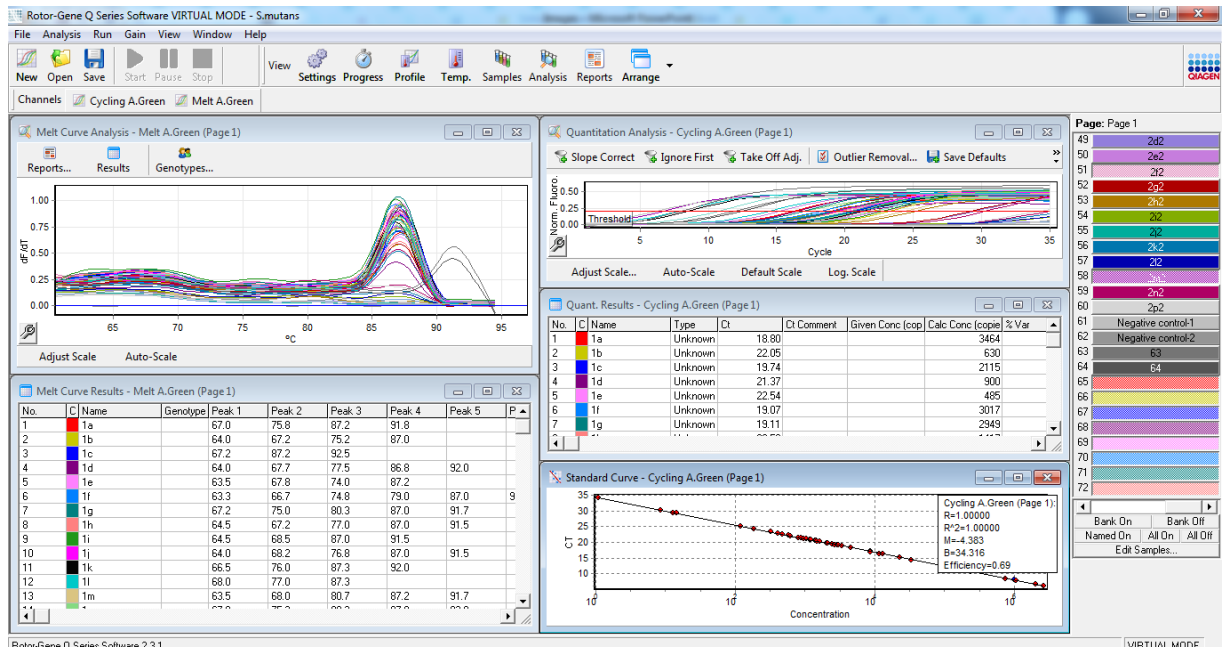 Rotor-Gene Q Series Software VIRTUAL MODE - S.mutans
File Analysis Run Gain View Window Help
New Open Save Start Pause Stop View Settings Progress Profile Temp. Samples Analysis Reports Arrange
QIAGEN
Channels Cycling A.Green Melt A.Green
Melt Curve Analysis - Melt A.Green (Page 1)
Reports... Results Genotypes...
dF/dT
1.00
0.75
0.50
0.25
0.00
65 70 75 80 85 90 95
°C
Adjust Scale Auto-Scale
Melt Curve Results - Melt A.Green (Page 1)
No. C Name Genotype Peak 1 Peak 2 Peak 3 Peak 4 Peak 5 P
1 1a 67.0 75.8 87.2 91.8
2 1b 64.0 67.2 75.2 87.0
3 1c 67.2 87.2 92.5
4 1d 64.0 67.7 77.5 86.8 92.0
5 1e 63.5 67.8 74.0 87.2
6 1f 63.3 66.7 74.8 79.0 87.0 9
7 1g 67.2 75.0 80.3 87.0 91.7
8 1h 64.5 67.2 77.0 87.0 91.5
9 1i 64.5 68.5 87.0 91.5
10 1j 64.0 68.2 76.8 87.0 91.5
11 1k 66.5 76.0 87.3 92.0
12 1l 68.0 77.0 87.3
13 1m 63.5 68.0 80.7 87.2 91.7
Quantitation Analysis - Cycling A.Green (Page 1)
Slope Correct Ignore First Take Off Adj. Outlier Removal... Save Defaults
Norm. Fluoro.
0.50
0.25
0.00
Threshold
5 10 15 20 25 30 35
Cycle
Adjust Scale... Auto-Scale Default Scale Log. Scale
Quant. Results - Cycling A.Green (Page 1)
No. C Name Type Ct Ct Comment Given Conc (cop Calc Conc (copie % Var
1 1a Unknown 18.80 3464
2 1b Unknown 22.05 630
3 1c Unknown 19.74 2115
4 1d Unknown 21.37 900
5 1e Unknown 22.54 485
6 1f Unknown 19.07 3017
7 1g Unknown 19.11 2949
Standard Curve - Cycling A.Green (Page 1)
CT
35
30
25
20
15
10
Cycling A.Green (Page 1):
R=1.00000
R^2=1.00000
M=-4.383
B=34.316
Efficiency=0.69
Concentration
Page: Page 1
49 2d2
50 2e2
51 2f2
52 2g2
53 2h2
54 2i2
55 2j2
56 2k2
57 2l2
58
59 2n2
60 2p2
61 Negative control-1
62 Negative control-2
63 63
64 64
65
66
67
68
69
70
71
72
Bank On Bank Off
Named On All On All Off
Edit Samples...
Rotor-Gene Q Series Software 2.3.1
VIRTUAL MODE